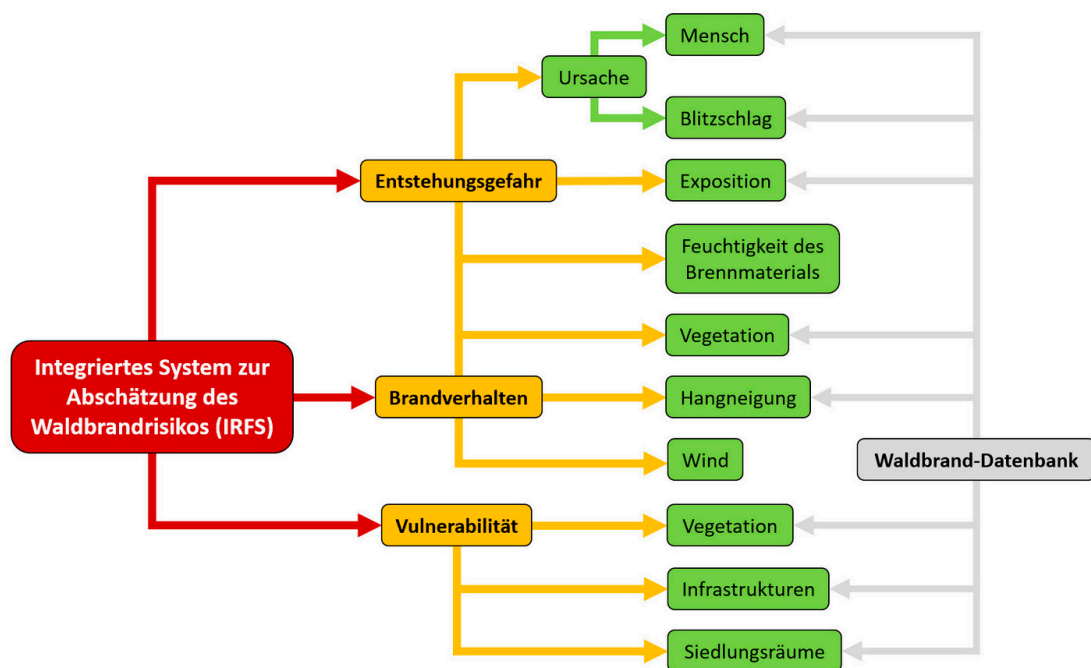 Mensch
Ursache
Blitzschlag
Entstehungsgefahr
Exposition
Feuchtigkeit des
Brennmaterials
Vegetation
Integriertes System zur
Abschätzung des
Waldbrandrisikos (IRFS)
Brandverhalten
Hangneigung
Wind
Waldbrand-Datenbank
Vulnerabilität
Vegetation
Infrastrukturen
Siedlungsräume